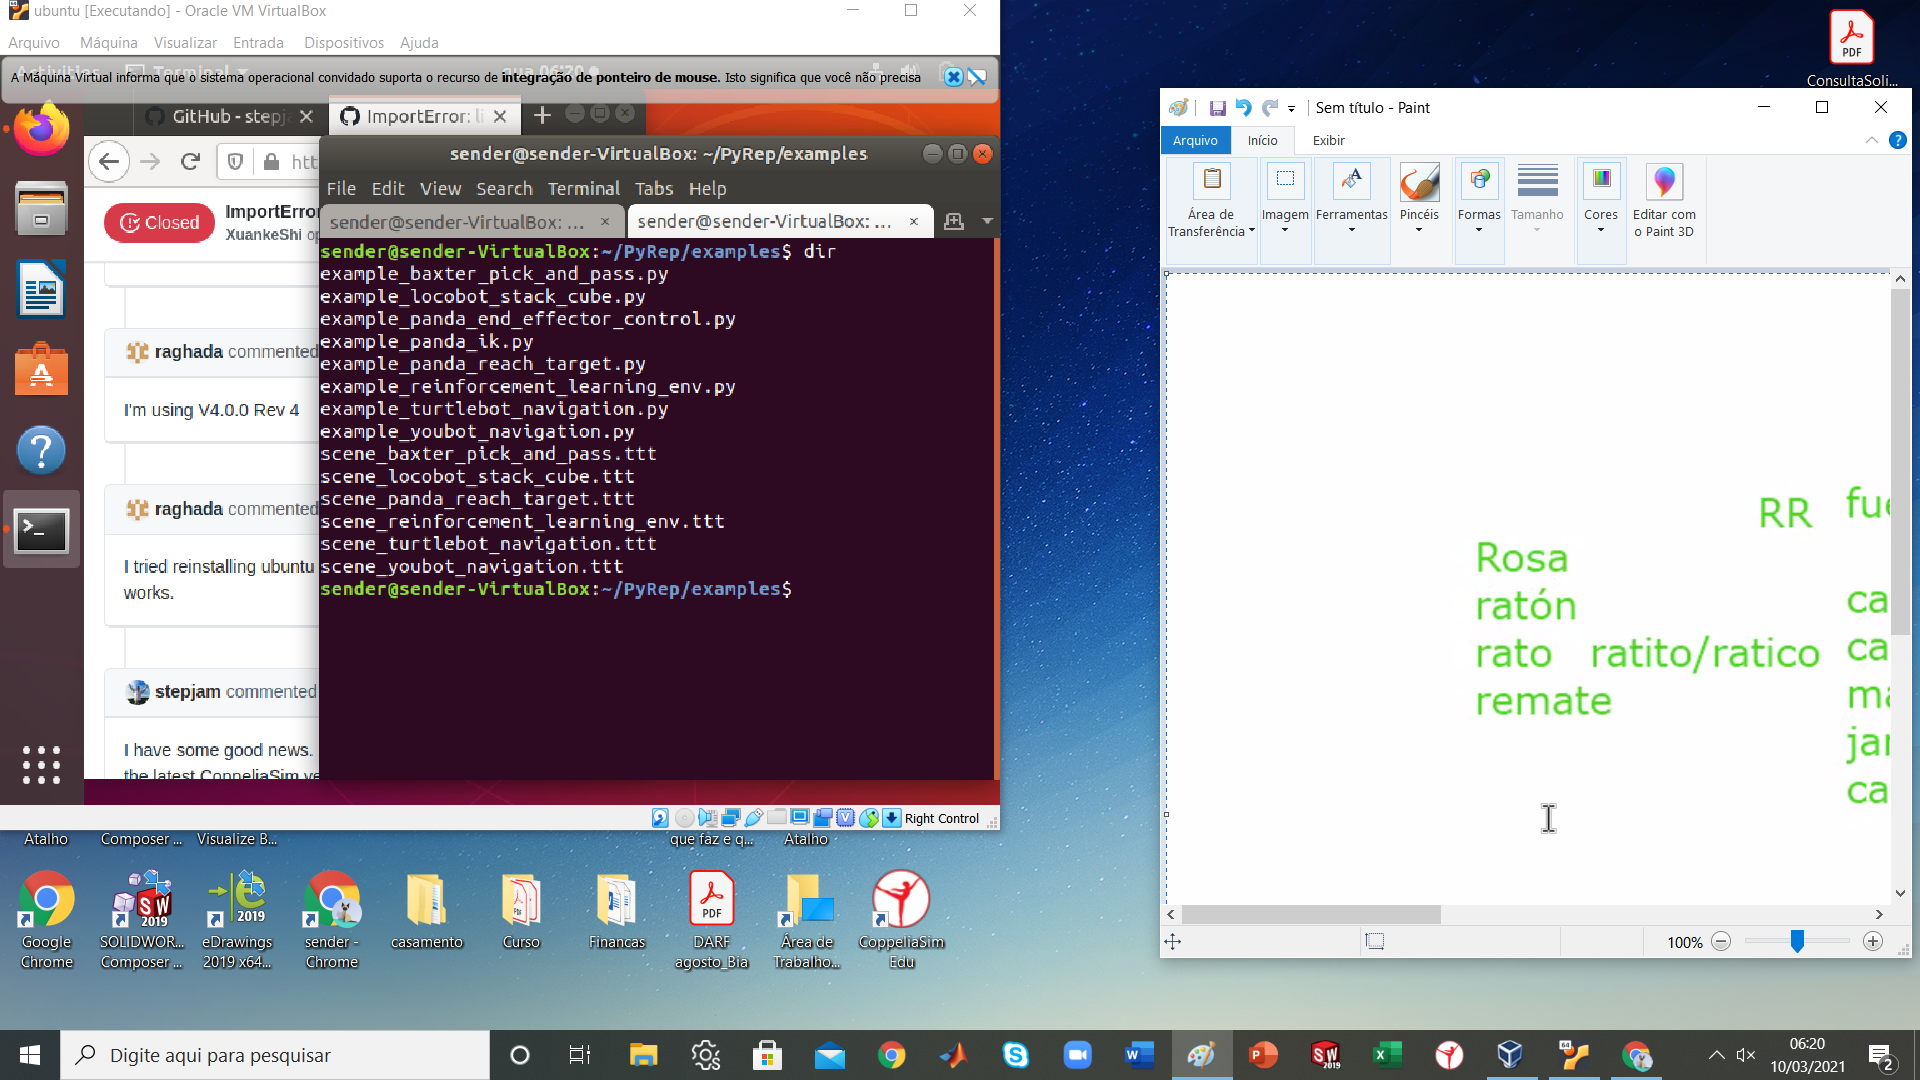 ubuntu [Executando] - Oracle VM VirtualBox
Arquivo Máquina Visualizar Entrada Dispositivos Ajuda
A Máquina Virtual informa que o sistema operacional convidado suporta o recurso de integração de ponteiro de mouse. Isto significa que você não precisa
GitHub - stepj
ImportError: li
htt
sender@sender-VirtualBox: ~/PyRep/examples
File Edit View Search Terminal Tabs Help
sender@sender-VirtualBox: ...
sender@sender-VirtualBox: ...
Closed
ImportError
XuankeShi op
raghada commented
I'm using V4.0.0 Rev 4
raghada commented
I tried reinstalling ubuntu
works.
stepjam commented
I have some good news.
the latest CoppeliaSim ve
sender@sender-VirtualBox:~/PyRep/examples$ dir
example_baxter_pick_and_pass.py
example_locobot_stack_cube.py
example_panda_end_effector_control.py
example_panda_ik.py
example_panda_reach_target.py
example_reinforcement_learning_env.py
example_turtlebot_navigation.py
example_youbot_navigation.py
scene_baxter_pick_and_pass.ttt
scene_locobot_stack_cube.ttt
scene_panda_reach_target.ttt
scene_reinforcement_learning_env.ttt
scene_turtlebot_navigation.ttt
scene_youbot_navigation.ttt
sender@sender-VirtualBox:~/PyRep/examples$
Right Control
PDF
ConsultaSoli...
Sem título - Paint
Arquivo Início Exibir
Área de Transferência
Imagem
Ferramentas
Pincéis
Formas
Tamanho
Cores
Editar com o Paint 3D
RR fue
Rosa
ratón ca
rato ratito/ratico ca
remate ma
jar
ca
100%
Atalho
Composer ...
Visualize B...
que faz e q...
Atalho
Google Chrome
SOLIDWOR... Composer ...
eDrawings 2019 x64...
sender - Chrome
casamento
Curso
Financas
DARF agosto_Bia
Área de Trabalho...
CoppeliaSim Edu
Digite aqui para pesquisar
06:20
10/03/2021
2